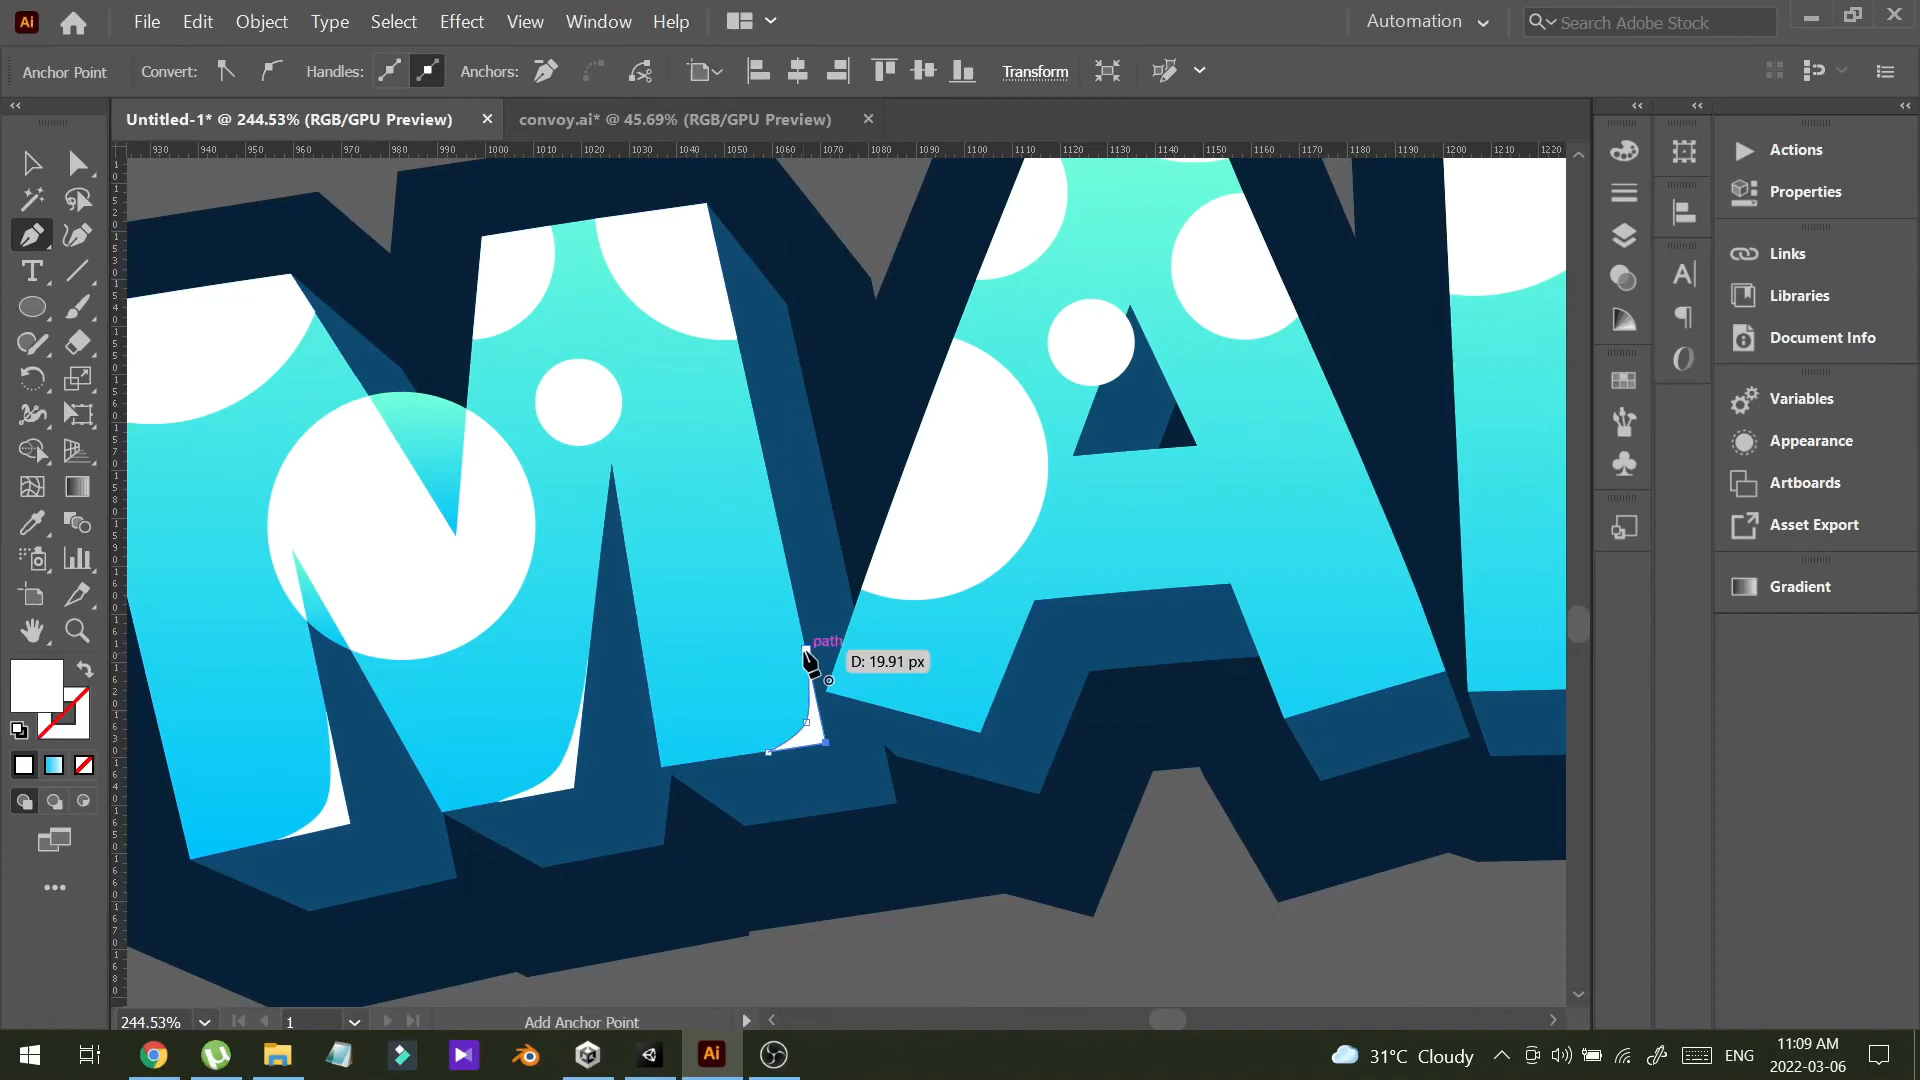 Ai File Edit Object Type Select Effect View Window Help Automation Search Adobe Stock
Anchor Point Convert: Handles: Anchors: Transform
Untitled-1* @ 244.53% (RGB/GPU Preview) convoy.ai* @ 45.69% (RGB/GPU Preview)
930 940 950 960 970 980 990 1000 1010 1020 1030 1040 1050 1060 1070 1080 1090 1100 1110 1120 1130 1140 1150 1160 1170 1180 1190 1200 1210 1220
Actions
Properties
Links
Libraries
Document Info
Variables
Appearance
Artboards
Asset Export
Gradient
MA
path
D: 19.91 px
244.53% 1 Add Anchor Point
Ai 31°C Cloudy ENG
11:09 AM
2022-03-06